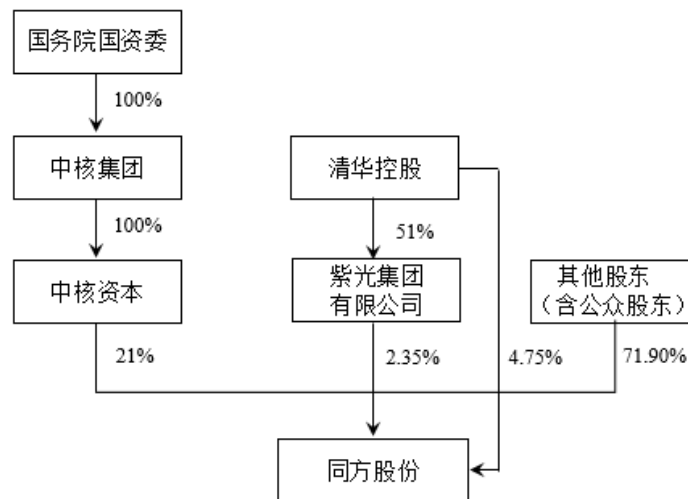 国务院国资委
100%
中核集团
清华控股
100%
51%
中核资本
紫光集团
有限公司
其他股东
（含公众股东）
21%
2.35%
4.75%
71.90%
同方股份